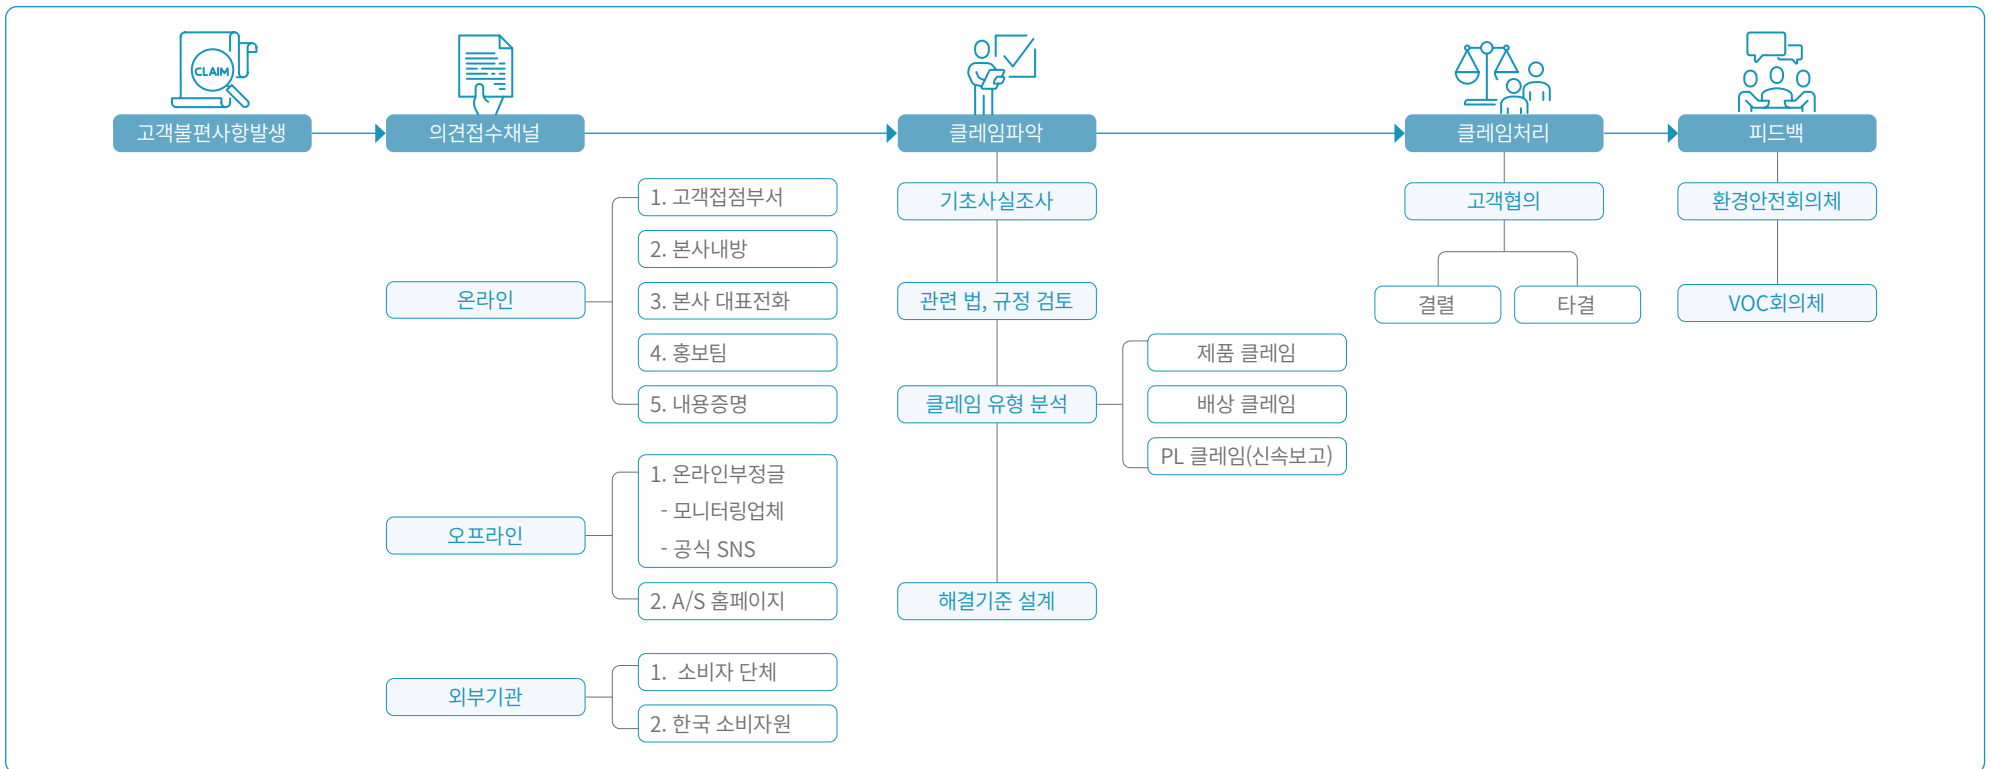 CLAIM
고객불편사항발생
의견접수채널
클레임파악
클레임처리
피드백
온라인
1. 고객접점부서
2. 본사내방
3. 본사 대표전화
4. 홍보팀
5. 내용증명
오프라인
1. 온라인부정글
- 모니터링업체
- 공식 SNS
2. A/S 홈페이지
외부기관
1. 소비자 단체
2. 한국 소비자원
기초사실조사
관련 법, 규정 검토
클레임 유형 분석
제품 클레임
배상 클레임
PL 클레임(신속보고)
해결기준 설계
고객협의
결렬
타결
환경안전회의체
VOC회의체